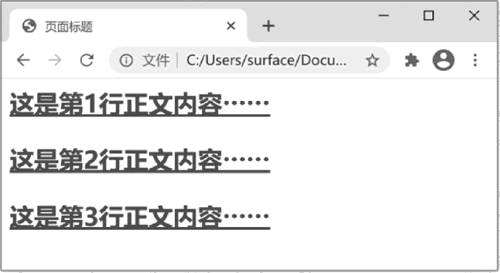 页面标题
文件 C:/Users/surface/Docu...
这是第1行正文内容……
这是第2行正文内容……
这是第3行正文内容……